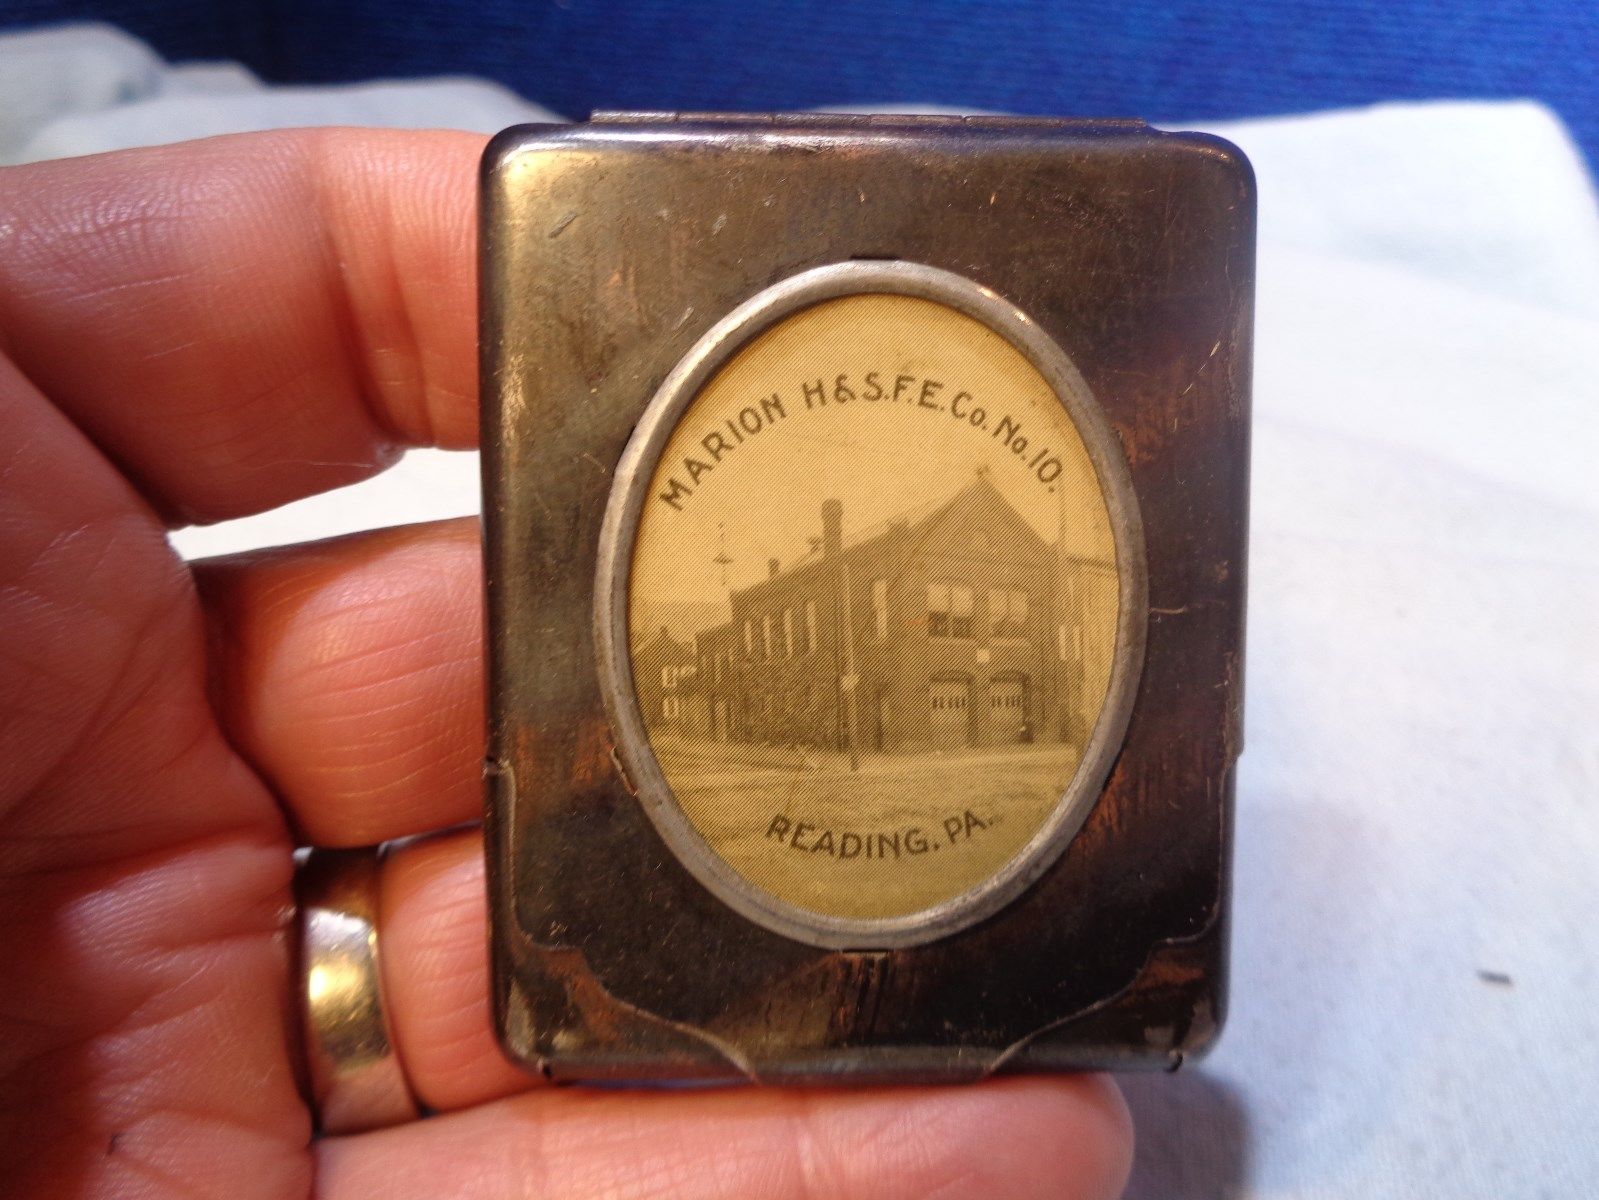 MARION H & S.F.E. Co. No. 10.
READING, PA.